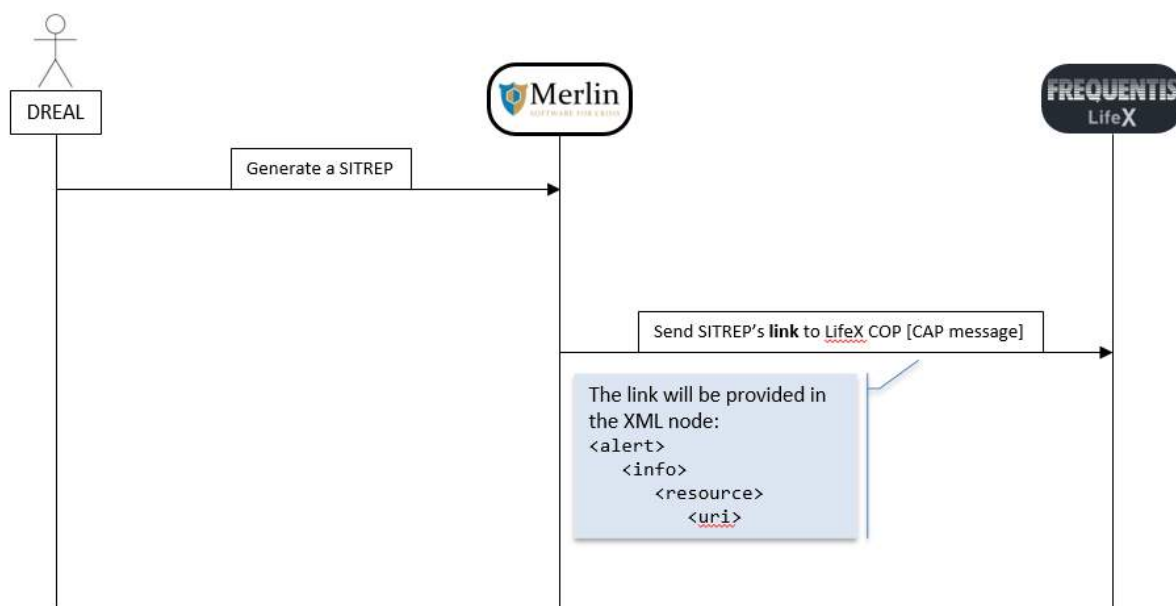 DREAL
Merlin
SOFTWARE FOR CRISIS
FREQUENTIS
LifeX
Generate a SITREP
Send SITREP's link to LifeX COP [CAP message]
The link will be provided in
the XML node:
<alert>
<info>
<resource>
<uri>